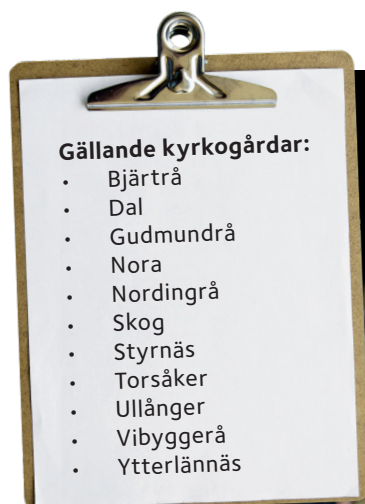 Gällande kyrkogårdar:
• Bjärtrå
• Dal
• Gudmundrå
• Nora
• Nordingrå
• Skog
• Styrnäs
• Torsåker
• Ullånger
• Vibyggerå
• Ytterlännäs